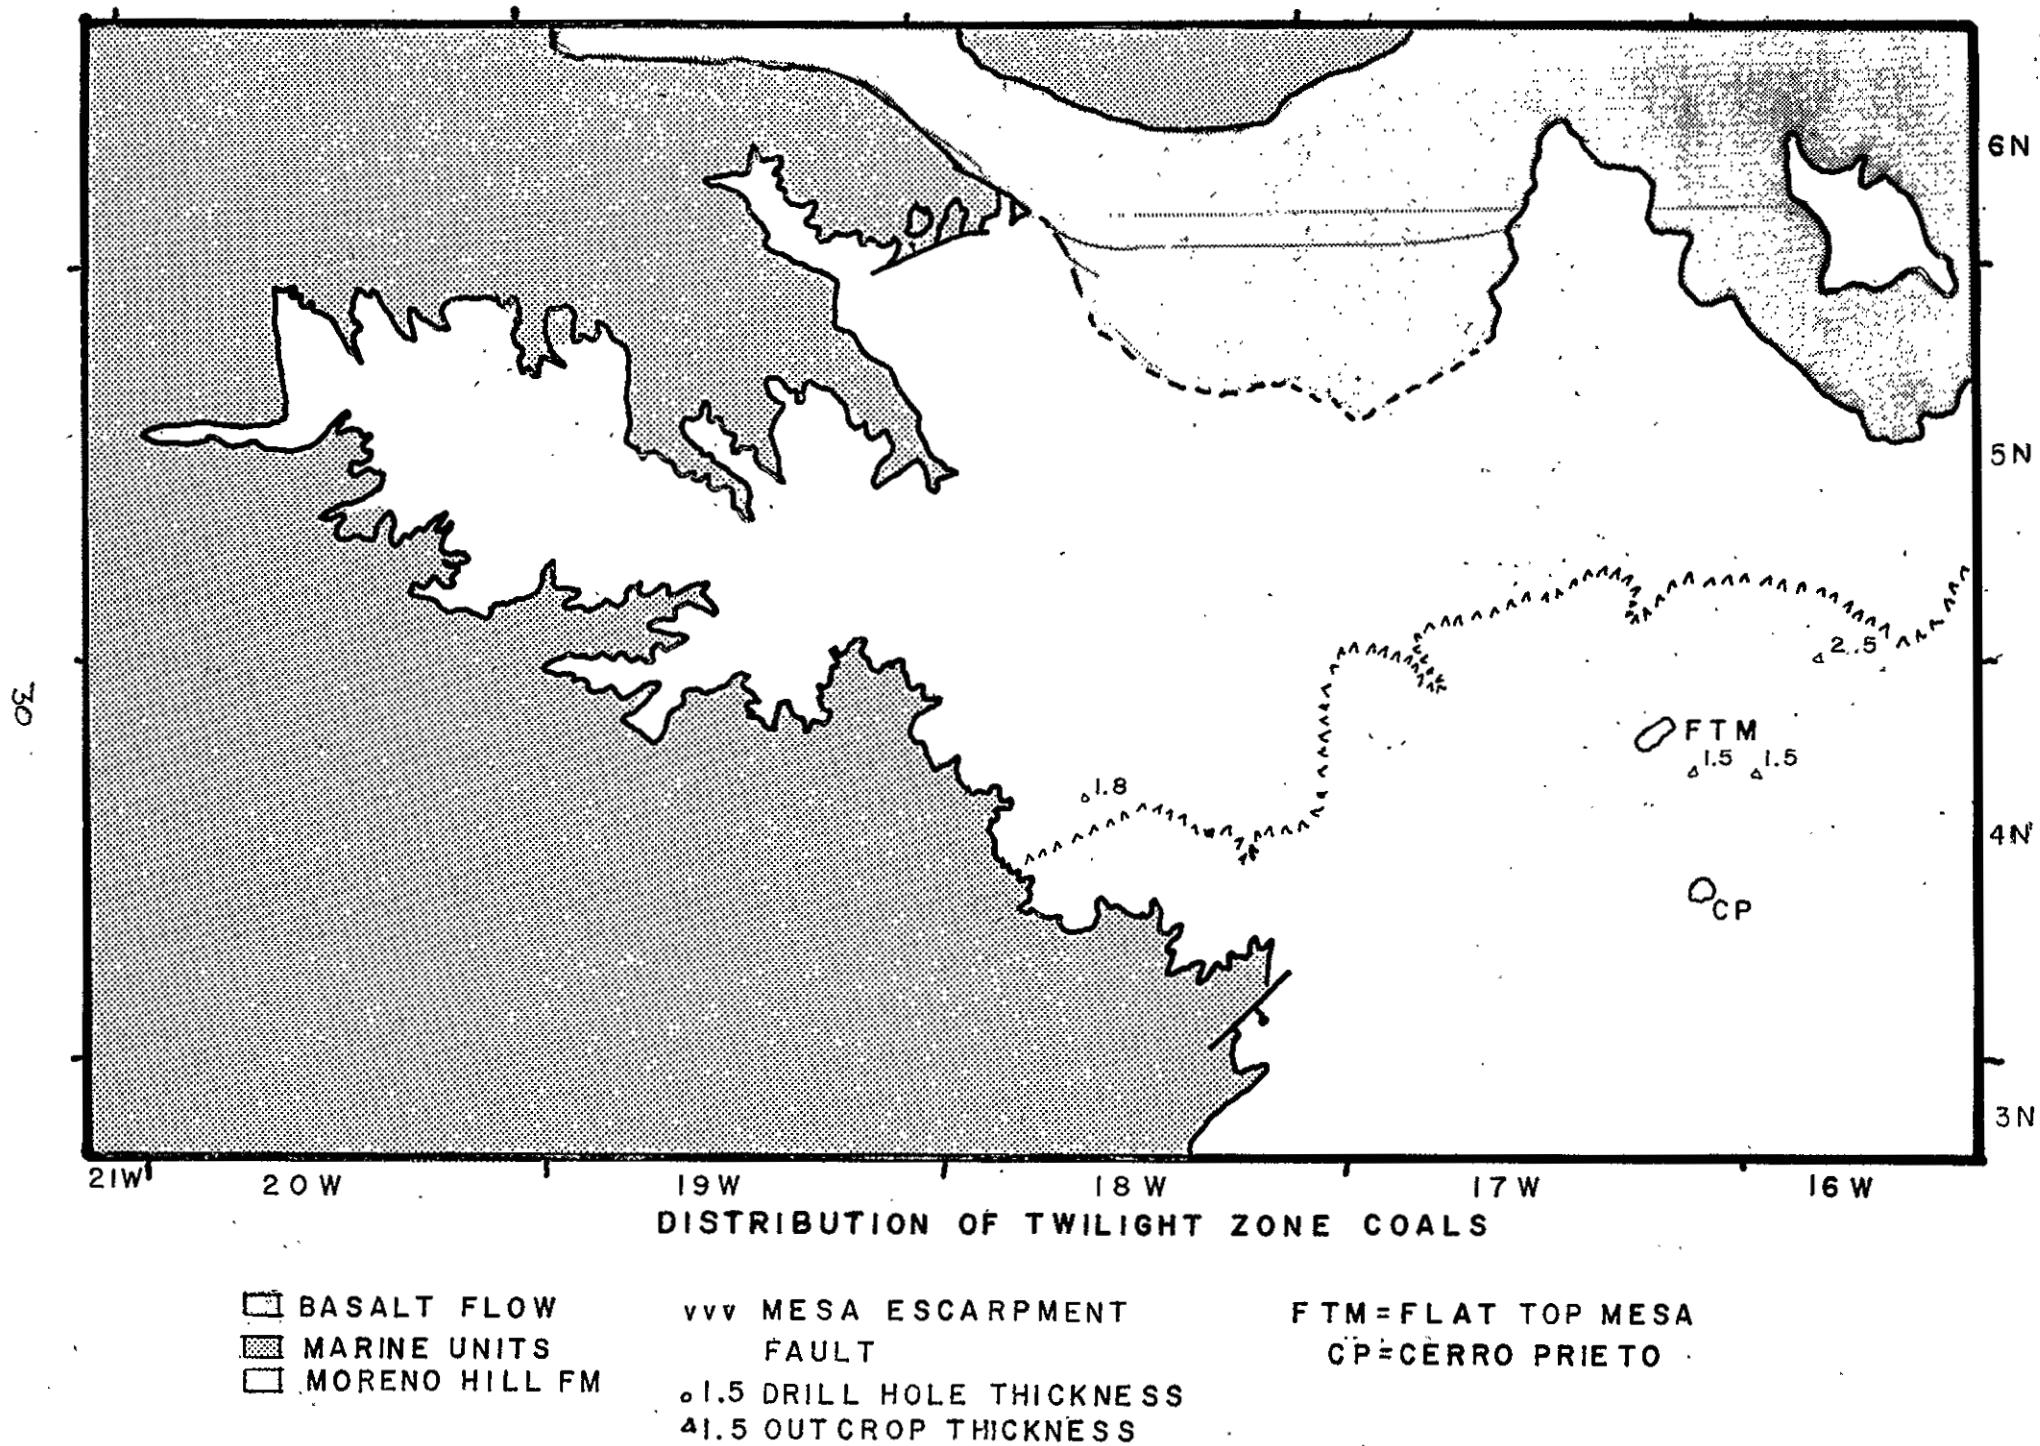 6N
5N
2.5
30
FTM
1.5 1.5
1.8
4N
CP
3N
21W 20W 19W 18W 17W 16W
DISTRIBUTION OF TWILIGHT ZONE COALS
BASALT FLOW
MARINE UNITS
MORENO HILL FM
vvv MESA ESCARPMENT
FAULT
1.5 DRILL HOLE THICKNESS
1.5 OUTCROP THICKNESS
FTM=FLAT TOP MESA
CP=CERRO PRIETO